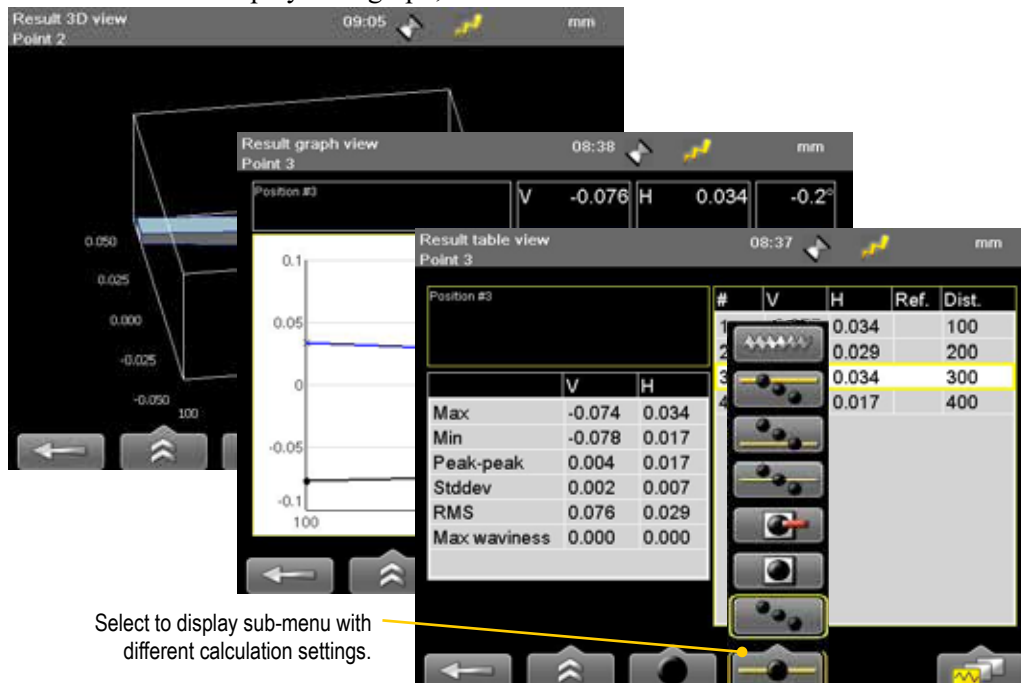 Result 3D view 09:05 mm
Point 2
0.050
0.025
0.000
-0.025
-0.050
100
Result graph view 08:38 mm
Point 3
Position #3 V -0.076 H 0.034 -0.2°
0.1
0.05
0
-0.05
-0.1
100
Result table view 08:37 mm
Point 3
Position #3
V H
Max -0.074 0.034
Min -0.078 0.017
Peak-peak 0.004 0.017
Stddev 0.002 0.007
RMS 0.076 0.029
Max waviness 0.000 0.000
# V H Ref. Dist.
1 0.034 100
2 0.029 200
3 0.034 300
4 0.017 400
Select to display sub-menu with
different calculation settings.